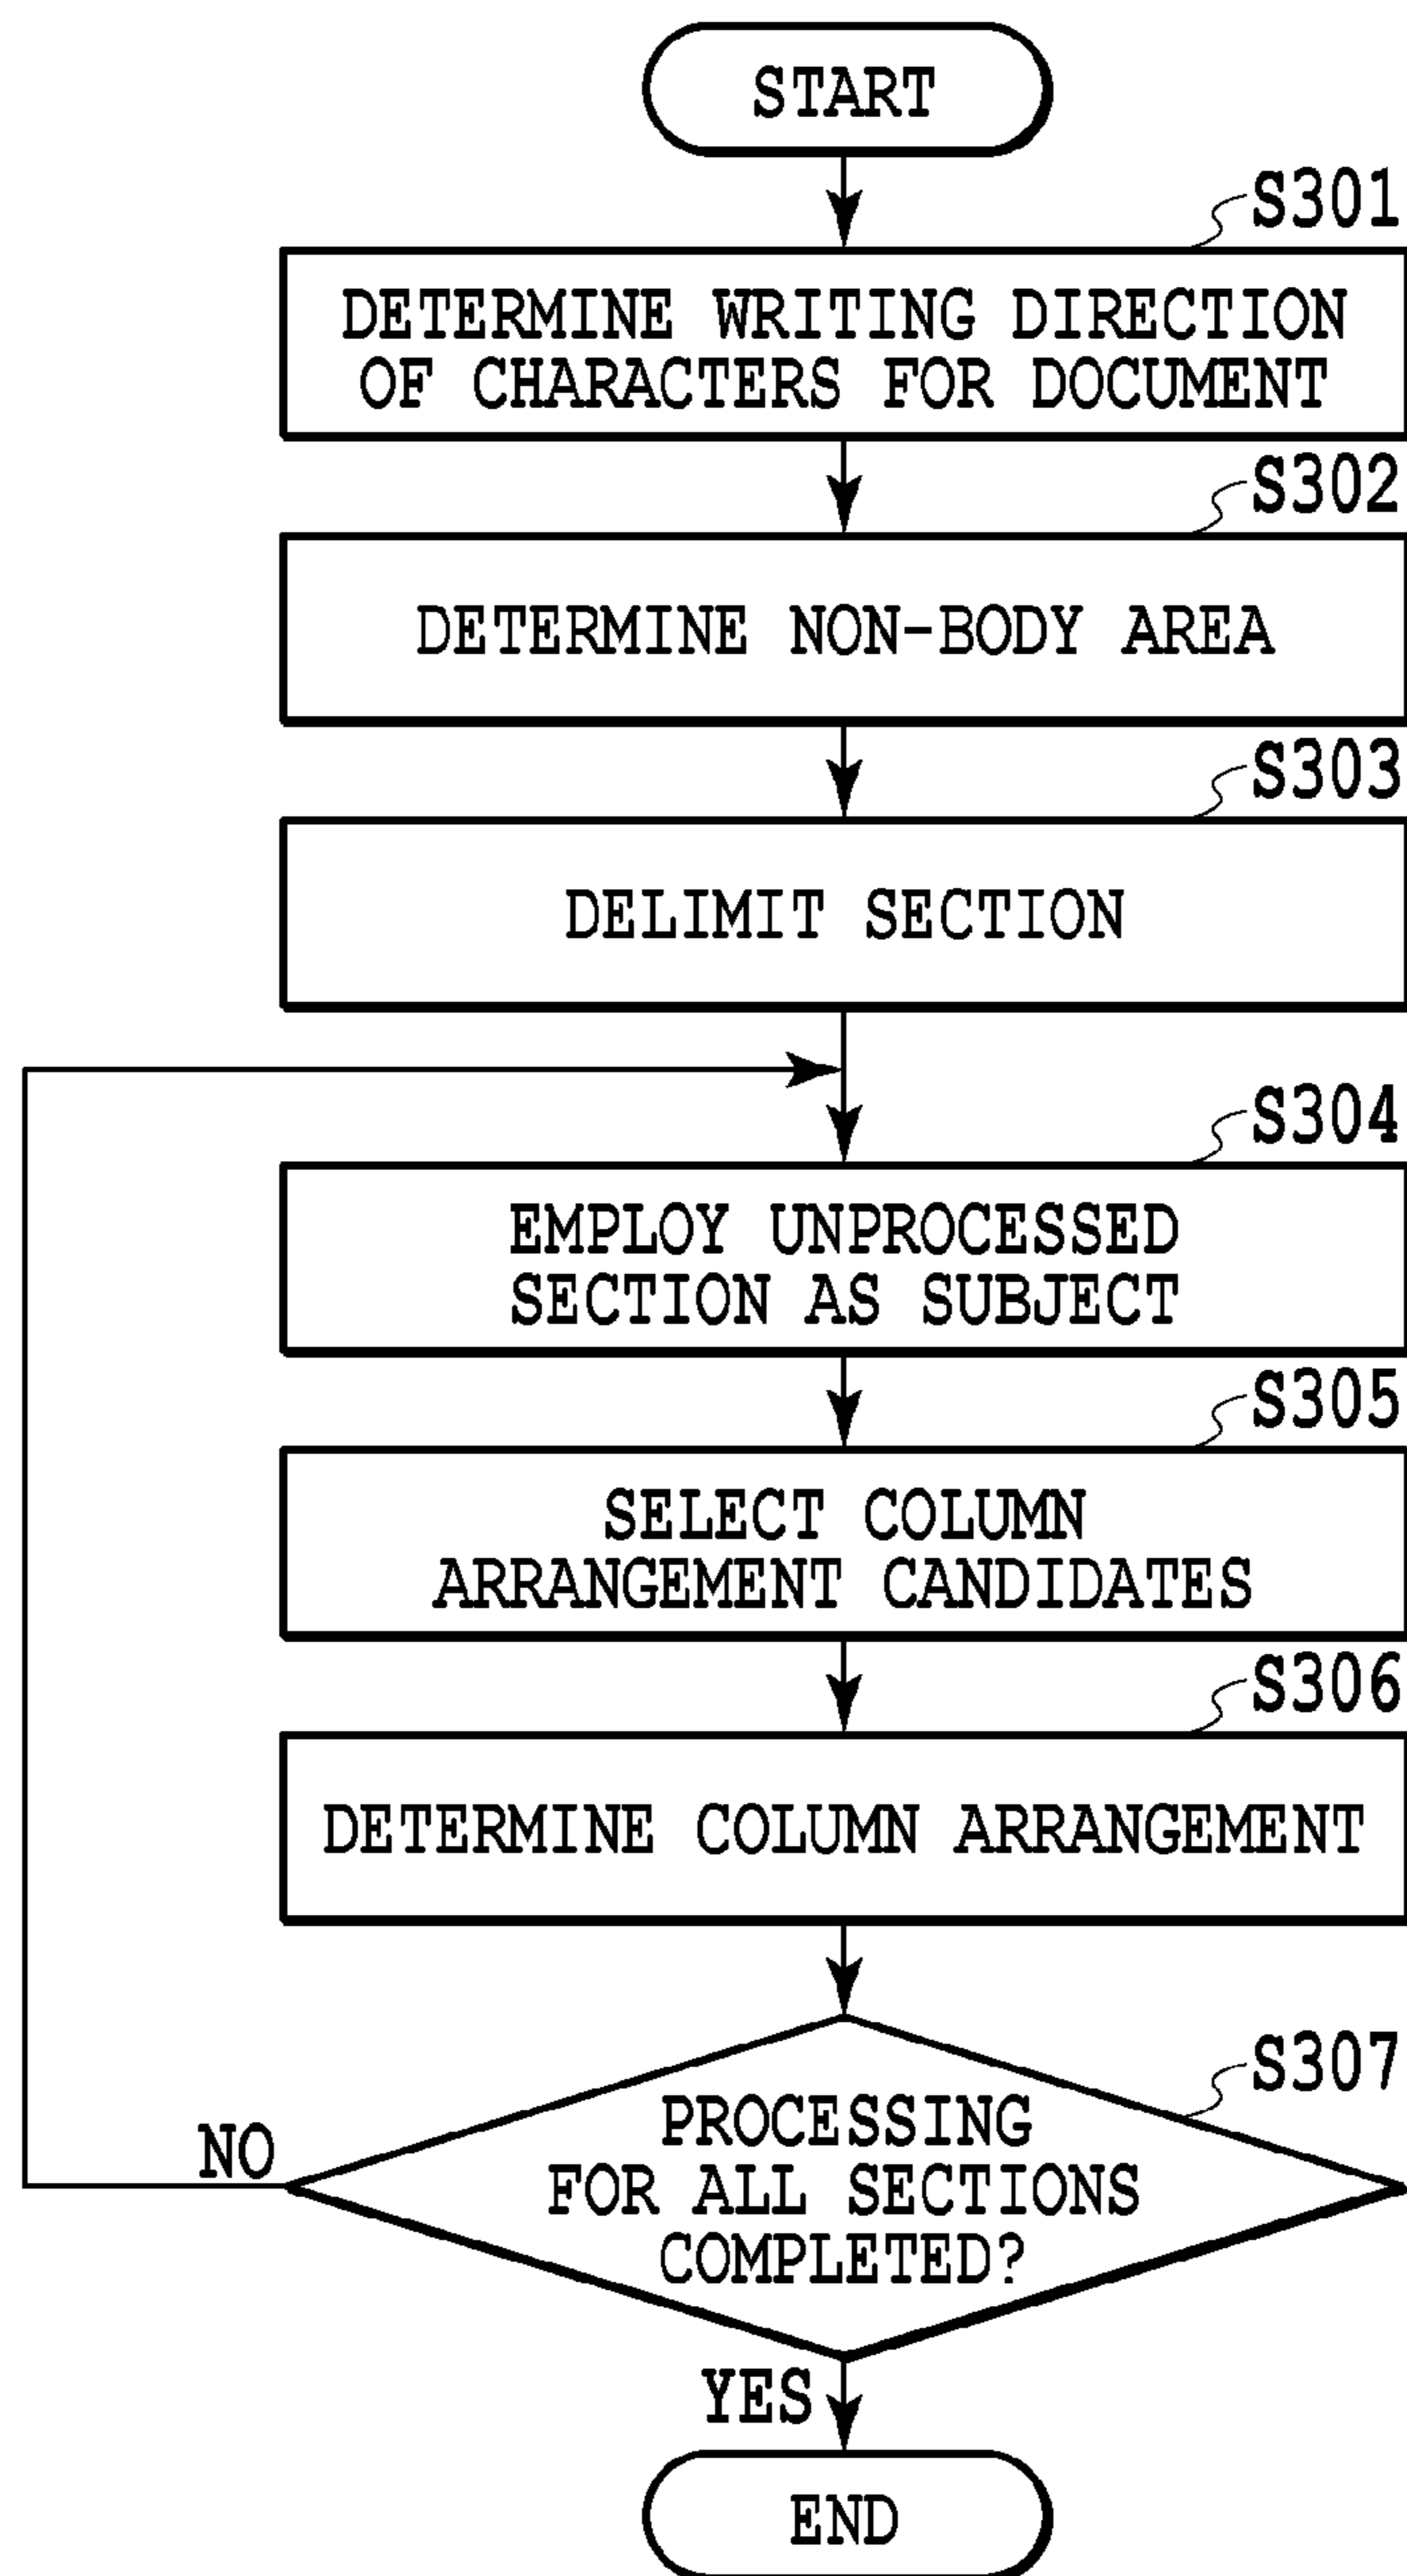 START
S301
DETERMINE WRITING DIRECTION
OF CHARACTERS FOR DOCUMENT
S302
DETERMINE NON-BODY AREA
S303
DELIMIT SECTION
S304
EMPLOY UNPROCESSED
SECTION AS SUBJECT
S305
SELECT COLUMN
ARRANGEMENT CANDIDATES
S306
DETERMINE COLUMN ARRANGEMENT
S307
PROCESSING
FOR ALL SECTIONS
COMPLETED?
NO
YES
END